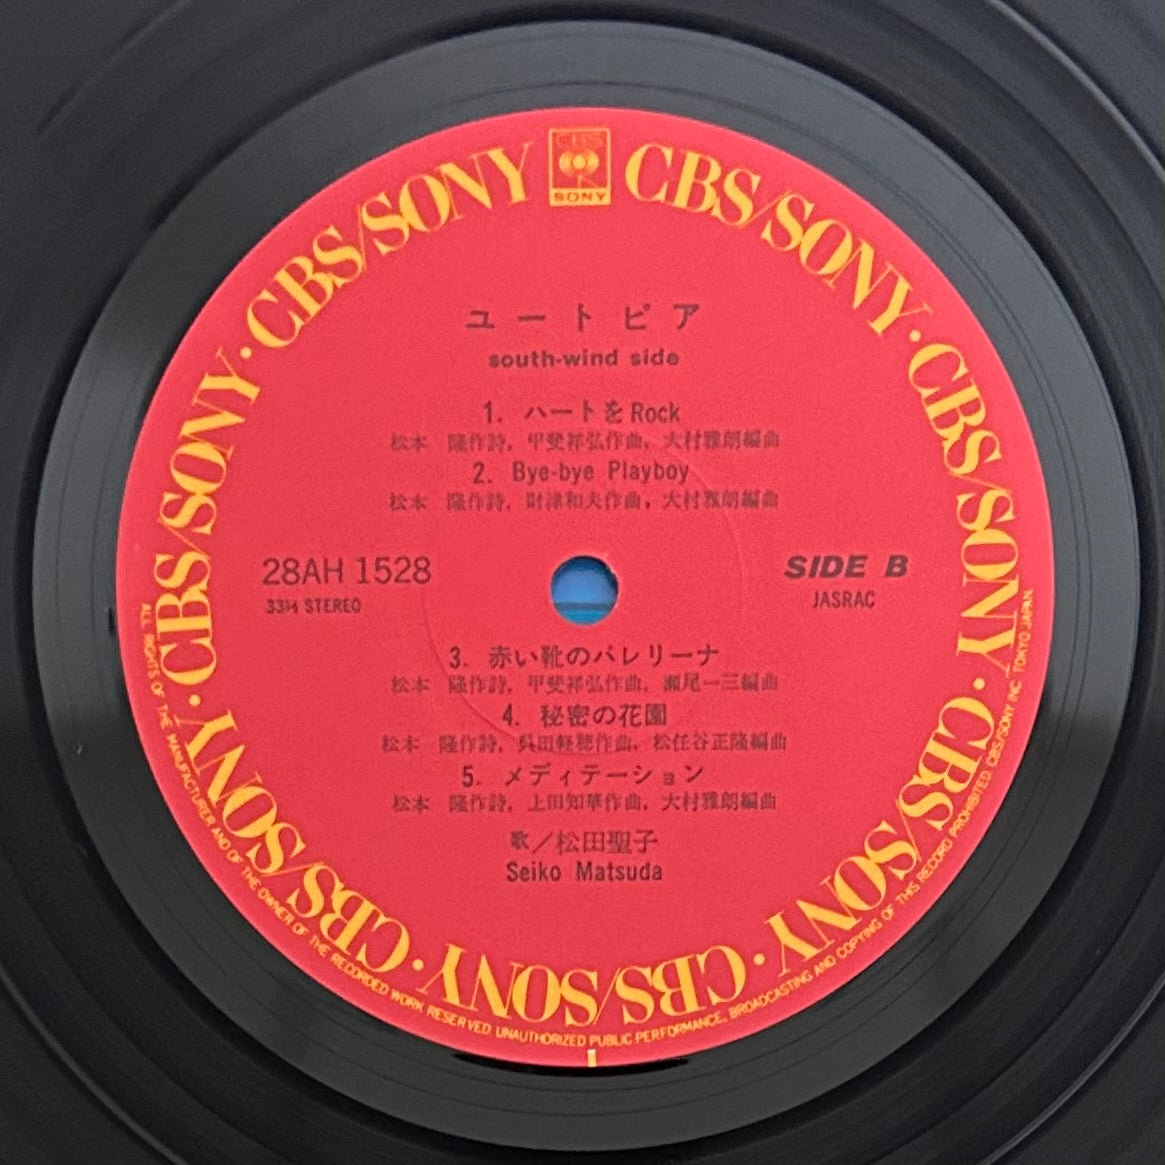 CBS
SONY
CBS/SONY · CBS/SONY · CBS/SONY · CBS/SONY · CBS/SONY · CBS/SONY · CBS/SONY · CBS/SONY
ユートピア
south-wind side
1. ハートをRock
松本 隆作詩, 甲斐祥弘作曲, 大村雅朗編曲
2. Bye-bye Playboy
松本 隆作詩, 財津和夫作曲, 大村雅朗編曲
28AH 1528
SIDE B
33⅓ STEREO
JASRAC
3. 赤い靴のバレリーナ
松本 隆作詩, 甲斐祥弘作曲, 瀬尾一三編曲
4. 秘密の花園
松本 隆作詩, 呉田軽穂作曲, 松任谷正隆編曲
5. メディテーション
松本 隆作詩, 上田知華作曲, 大村雅朗編曲
歌/松田聖子
Seiko Matsuda
ALL RIGHTS OF THE MANUFACTURER AND OF THE OWNER OF THE RECORDED WORK RESERVED UNAUTHORIZED PUBLIC PERFORMANCE, BROADCASTING AND COPYING OF THIS RECORD PROHIBITED CBS/SONY INC TOKYO JAPAN.